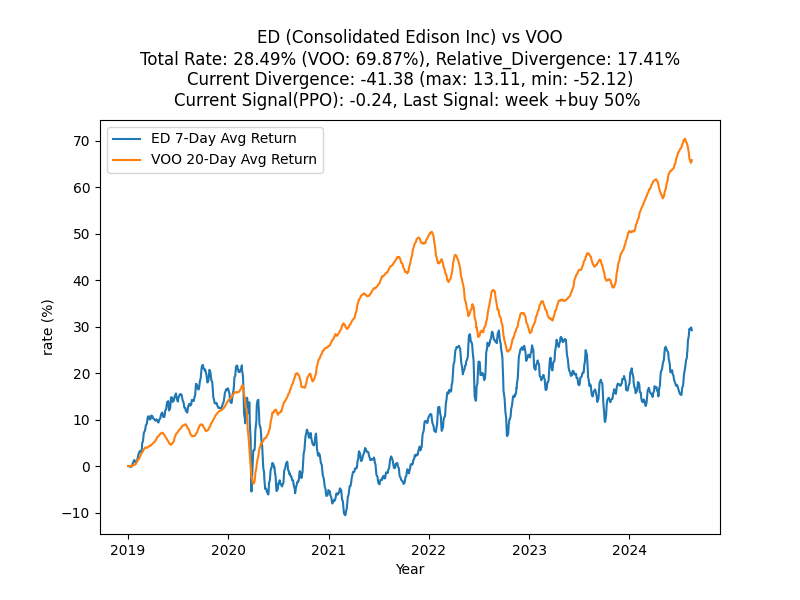 ED (Consolidated Edison Inc) vs VOO
Total Rate: 28.49% (VOO: 69.87%), Relative_Divergence: 17.41%
Current Divergence: -41.38 (max: 13.11, min: -52.12)
Current Signal(PPO): -0.24, Last Signal: week +buy 50%
ED 7-Day Avg Return
VOO 20-Day Avg Return
rate (%)
70
60
50
40
30
20
10
0
−10
2019 2020 2021 2022 2023 2024
Year